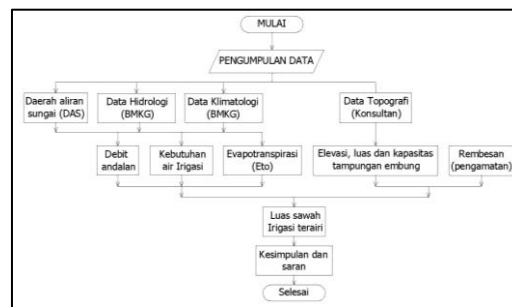 MULAI
PENGUMPULAN DATA
Daerah aliran
sungai (DAS)
Data Hidrologi
(BMKG)
Data Klimatologi
(BMKG)
Data Topografi
(Konsultan)
Debit
andalan
Kebutuhan
air Irigasi
Evapotranspirasi
(Eto)
Elevasi, luas dan kapasitas
tampungan embung
Rembesan
(pengamatan)
Luas sawah
Irigasi terairi
Kesimpulan dan
saran
Selesai